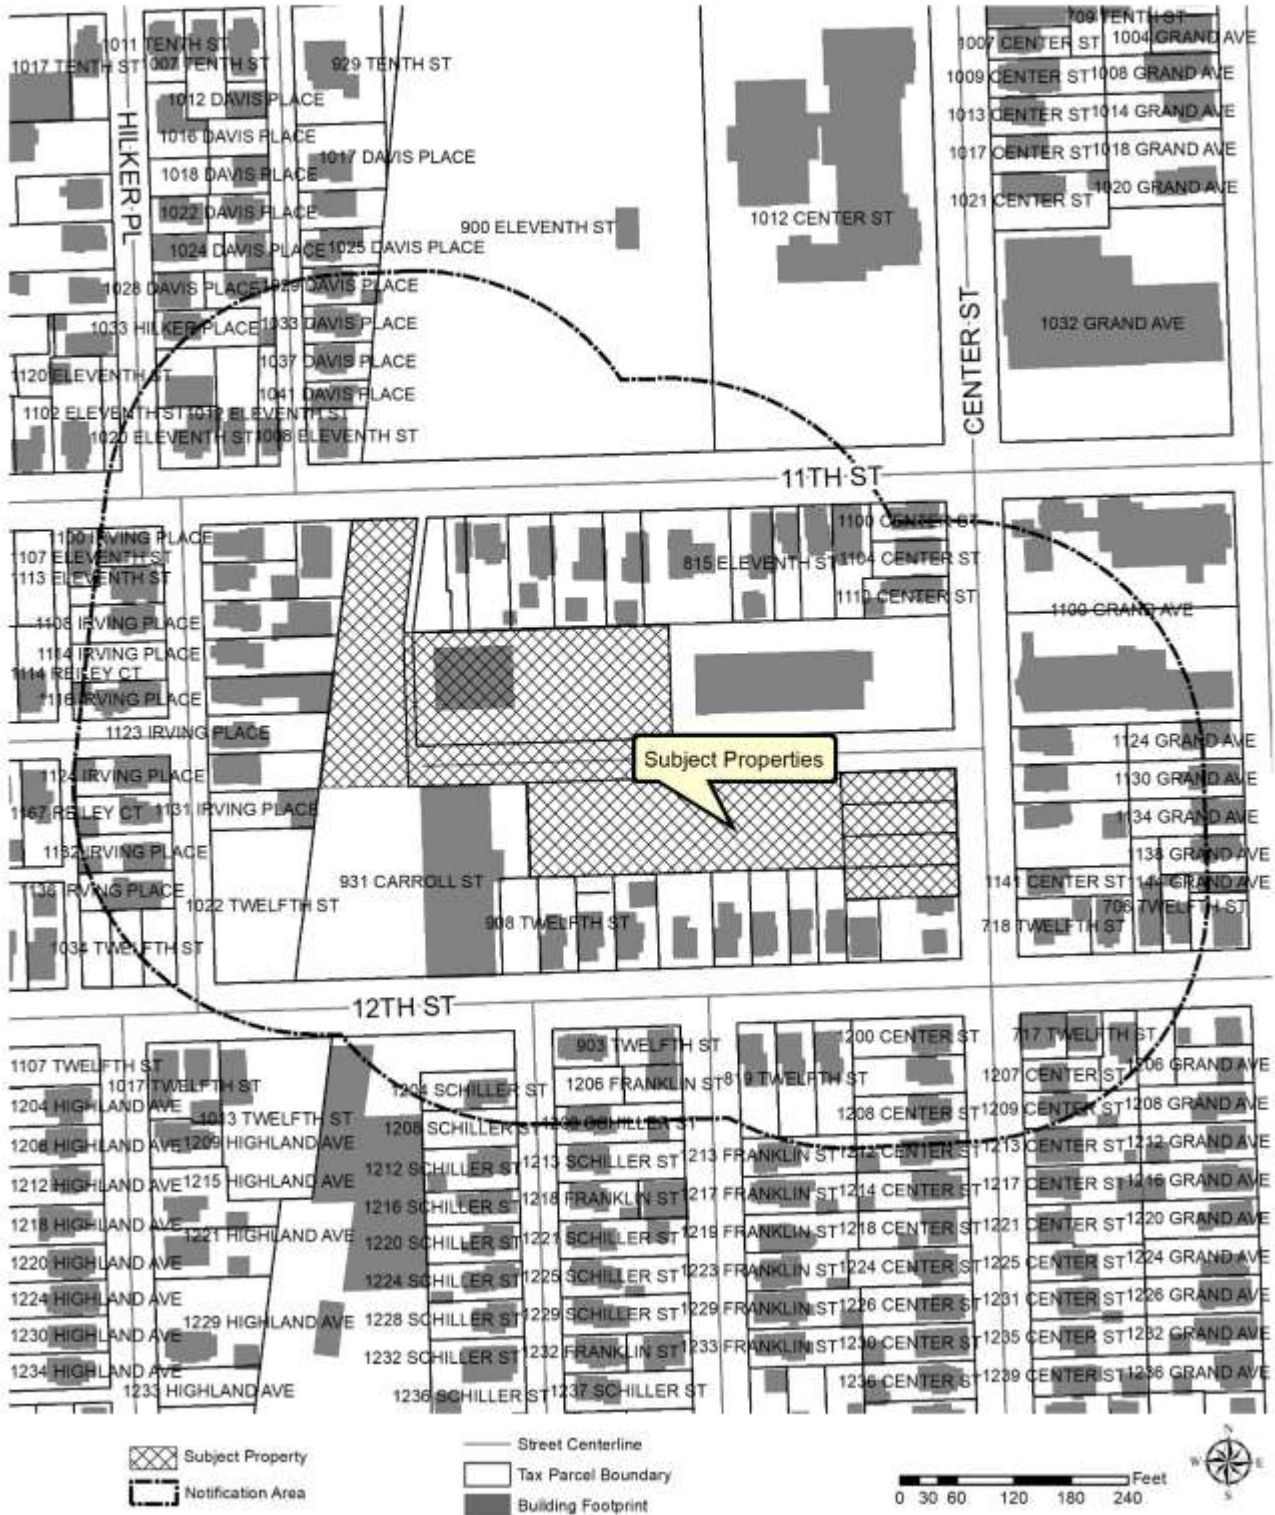 709 TENTH ST
1011 TENTH ST
1007 CENTER ST 1004 GRAND AVE
1017 TENTH ST 1007 TENTH ST
929 TENTH ST
1009 CENTER ST 1008 GRAND AVE
1012 DAVIS PLACE
1013 CENTER ST 1014 GRAND AVE
HILKER PL
1016 DAVIS PLACE
1017 DAVIS PLACE
1017 CENTER ST 1018 GRAND AVE
1018 DAVIS PLACE
1020 GRAND AVE
1021 CENTER ST
1022 DAVIS PLACE
900 ELEVENTH ST
1012 CENTER ST
1024 DAVIS PLACE 1025 DAVIS PLACE
1028 DAVIS PLACE 1029 DAVIS PLACE
1033 HILKER PLACE 1033 DAVIS PLACE
1032 GRAND AVE
CENTER ST
1037 DAVIS PLACE
1120 ELEVENTH ST
1041 DAVIS PLACE
1102 ELEVENTH ST 1012 ELEVENTH ST
1020 ELEVENTH ST 1008 ELEVENTH ST
11TH ST
1100 CENTER ST
1100 IRVING PLACE
1107 ELEVENTH ST
815 ELEVENTH ST 1104 CENTER ST
1113 ELEVENTH ST
1110 CENTER ST
1108 IRVING PLACE
1100 GRAND AVE
1114 IRVING PLACE
1114 REILEY CT
1116 IRVING PLACE
1123 IRVING PLACE
1124 GRAND AVE
Subject Properties
1124 IRVING PLACE
1130 GRAND AVE
1167 REILEY CT 1131 IRVING PLACE
1134 GRAND AVE
1132 IRVING PLACE
1138 GRAND AVE
931 CARROLL ST
1141 CENTER ST 1144 GRAND AVE
1136 IRVING PLACE
1022 TWELFTH ST
706 TWELFTH ST
908 TWELFTH ST
718 TWELFTH ST
1034 TWELFTH ST
12TH ST
903 TWELFTH ST
1200 CENTER ST
717 TWELFTH ST
1107 TWELFTH ST
1206 GRAND AVE
1017 TWELFTH ST
1204 SCHILLER ST
1206 FRANKLIN ST 819 TWELFTH ST
1207 CENTER ST
1204 HIGHLAND AVE
1013 TWELFTH ST
1208 SCHILLER ST
1208 CENTER ST
1209 CENTER ST 1208 GRAND AVE
1208 HIGHLAND AVE 1209 HIGHLAND AVE
1213 FRANKLIN ST 1212 CENTER ST
1213 CENTER ST 1212 GRAND AVE
1212 SCHILLER ST 1213 SCHILLER ST
1212 HIGHLAND AVE 1215 HIGHLAND AVE
1217 FRANKLIN ST 1214 CENTER ST
1217 CENTER ST 1216 GRAND AVE
1216 SCHILLER ST 1218 FRANKLIN ST
1218 HIGHLAND AVE 1221 HIGHLAND AVE
1219 FRANKLIN ST 1218 CENTER ST
1221 CENTER ST 1220 GRAND AVE
1220 SCHILLER ST 1221 SCHILLER ST
1220 HIGHLAND AVE
1223 FRANKLIN ST 1224 CENTER ST
1225 CENTER ST 1224 GRAND AVE
1224 SCHILLER ST 1225 SCHILLER ST
1224 HIGHLAND AVE
1229 FRANKLIN ST 1226 CENTER ST
1231 CENTER ST 1226 GRAND AVE
1228 SCHILLER ST 1229 SCHILLER ST
1230 HIGHLAND AVE 1229 HIGHLAND AVE
1233 FRANKLIN ST 1230 CENTER ST
1235 CENTER ST 1232 GRAND AVE
1232 SCHILLER ST 1232 FRANKLIN ST
1234 HIGHLAND AVE
1236 CENTER ST 1239 CENTER ST 1236 GRAND AVE
1233 HIGHLAND AVE
1236 SCHILLER ST 1237 SCHILLER ST
N
W E
S
Subject Property
Notification Area
Street Centerline
Tax Parcel Boundary
Building Footprint
Feet
0 30 60 120 180 240